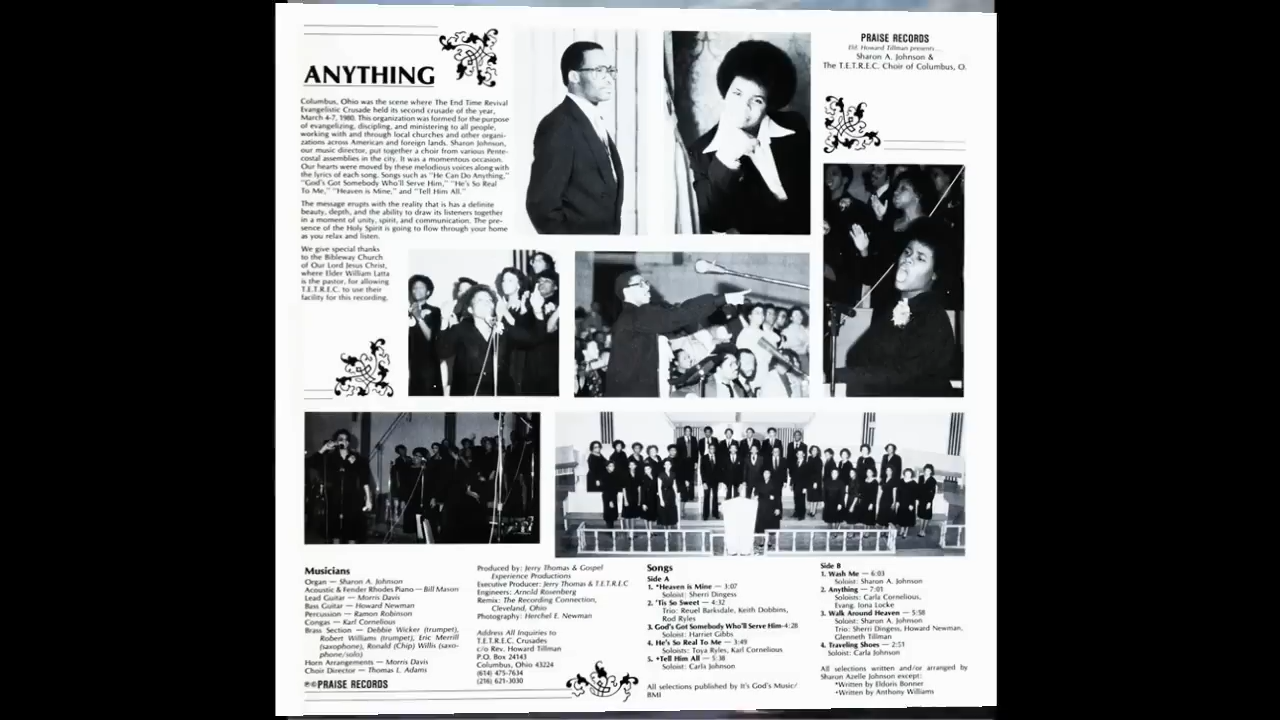 ANYTHING
Columbus, Ohio was the scene where The End Time Revival
Evangelistic Crusade held its second crusade of the year,
March 4-7, 1980. This organization was formed for the purpose
of evangelizing, discipling, and ministering to all people,
working with and through local churches and other organi-
zations across American and foreign lands. Sharon Johnson,
our music director, put together a choir from various Pente-
costal assemblies in the city. It was a momentous occasion.
Our hearts were moved by these melodious voices along with
the lyrics of each song. Songs such as "He Can Do Anything,"
"God's Got Somebody Who'll Serve Him," "He's So Real
To Me," "Heaven is Mine," and "Tell Him All."
The message erupts with the reality that is has a definite
beauty, depth, and the ability to draw its listeners together
in a moment of unity, spirit, and communication. The pre-
sence of the Holy Spirit is going to flow through your home
as you relax and listen.
We give special thanks
to the Bibleway Church
of Our Lord Jesus Christ,
where Elder William Latta
is the pastor, for allowing
T.E.T.R.E.C. to use their
facility for this recording.
PRAISE RECORDS
Eld. Howard Tillman presents...
Sharon A. Johnson &
The T.E.T.R.E.C. Choir of Columbus, O.
Musicians
Organ — Sharon A. Johnson
Acoustic & Fender Rhodes Piano — Bill Mason
Lead Guitar — Morris Davis
Bass Guitar — Howard Newman
Percussion — Ramon Robinson
Congas — Karl Cornelious
Brass Section — Debbie Wicker (trumpet),
Robert Williams (trumpet), Eric Merrill
(saxophone), Ronald (Chip) Willis (saxo-
phone/solo)
Horn Arrangements — Morris Davis
Choir Director — Thomas L. Adams
℗©PRAISE RECORDS
Produced by: Jerry Thomas & Gospel
Experience Productions
Executive Producer: Jerry Thomas & T.E.T.R.E.C
Engineers: Arnold Rosenberg
Remix: The Recording Connection,
Cleveland, Ohio
Photography: Herchel E. Newman
Address All Inquiries to
T.E.T.R.E.C. Crusades
c/o Rev. Howard Tillman
P.O. Box 24143
Columbus, Ohio 43224
(614) 475-7634
(216) 621-3030
Songs
Side A
1. *Heaven is Mine — 3:07
Soloist: Sherri Dingess
2. 'Tis So Sweet — 4:32
Trio: Reuel Barksdale, Keith Dobbins,
Rod Ryles
3. God's Got Somebody Who'll Serve Him-4:28
Soloist: Harriet Gibbs
4. He's So Real To Me — 3:49
Soloists: Toya Ryles, Karl Cornelious
5. •Tell Him All — 5:38
Soloist: Carla Johnson
All selections published by It's God's Music/
BMI
Side B
1. Wash Me — 6:03
Soloist: Sharon A. Johnson
2. Anything — 7:01
Soloists: Carla Cornelious,
Evang. Iona Locke
3. Walk Around Heaven — 5:58
Soloist: Sharon A. Johnson
Trio: Sherri Dingess, Howard Newman,
Glenneth Tillman
4. Traveling Shoes — 2:51
Soloist: Carla Johnson
All selections written and/or arranged by
Sharon Azelle Johnson except:
*Written by Eldoris Bonner
•Written by Anthony Williams